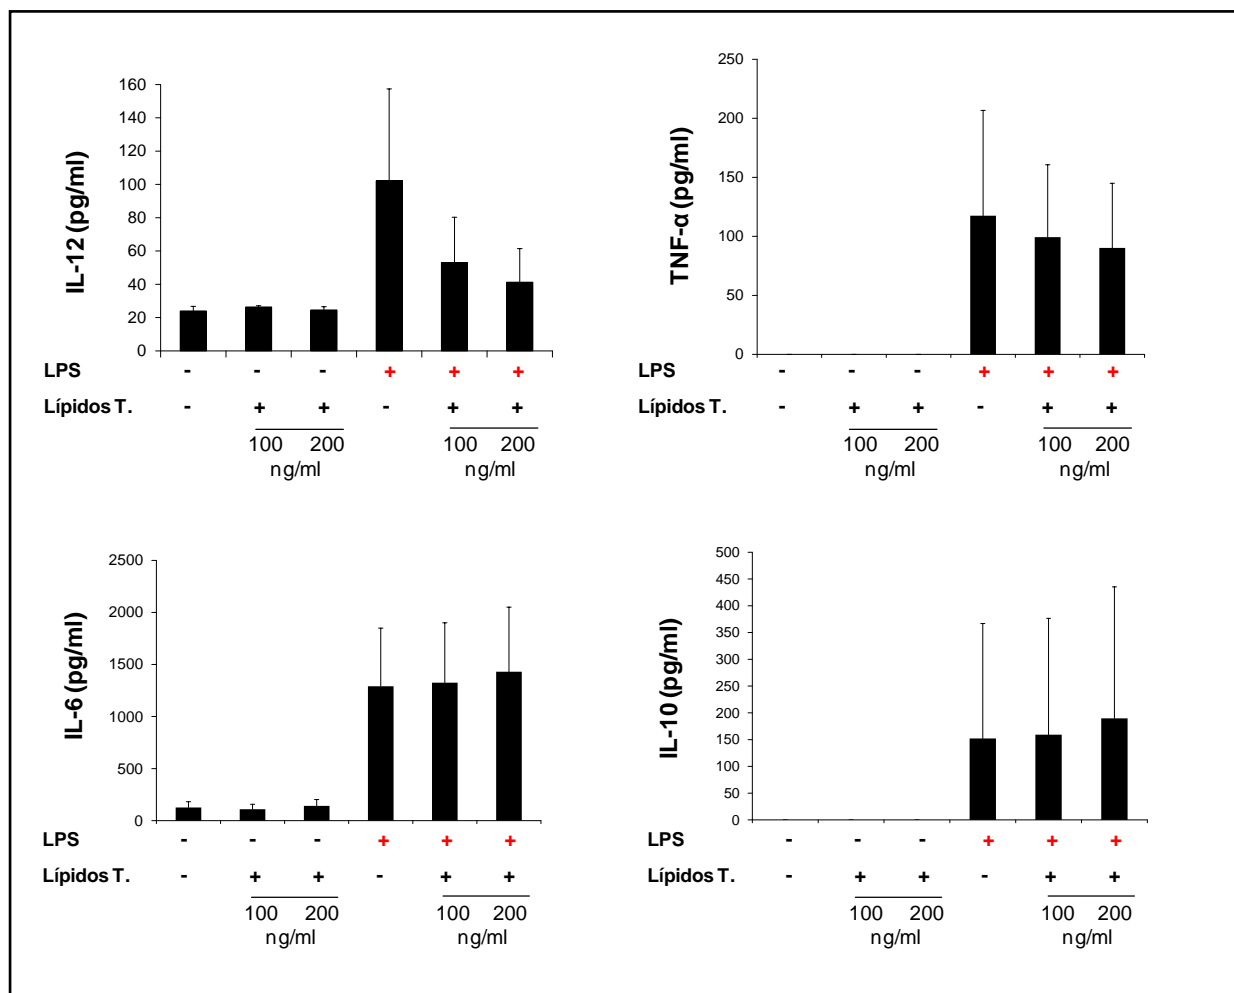 IL-12 (pg/ml)
160
140
120
100
80
60
40
20
0
LPS - - - + + +
Lípidos T. - + + - + +
100 200 100 200
ng/ml ng/ml
TNF-α (pg/ml)
250
200
150
100
50
0
LPS - - - + + +
Lípidos T. - + + - + +
100 200 100 200
ng/ml ng/ml
IL-6 (pg/ml)
2500
2000
1500
1000
500
0
LPS - - - + + +
Lípidos T. - + + - + +
100 200 100 200
ng/ml ng/ml
IL-10 (pg/ml)
500
450
400
350
300
250
200
150
100
50
0
LPS - - - + + +
Lípidos T. - + + - + +
100 200 100 200
ng/ml ng/ml